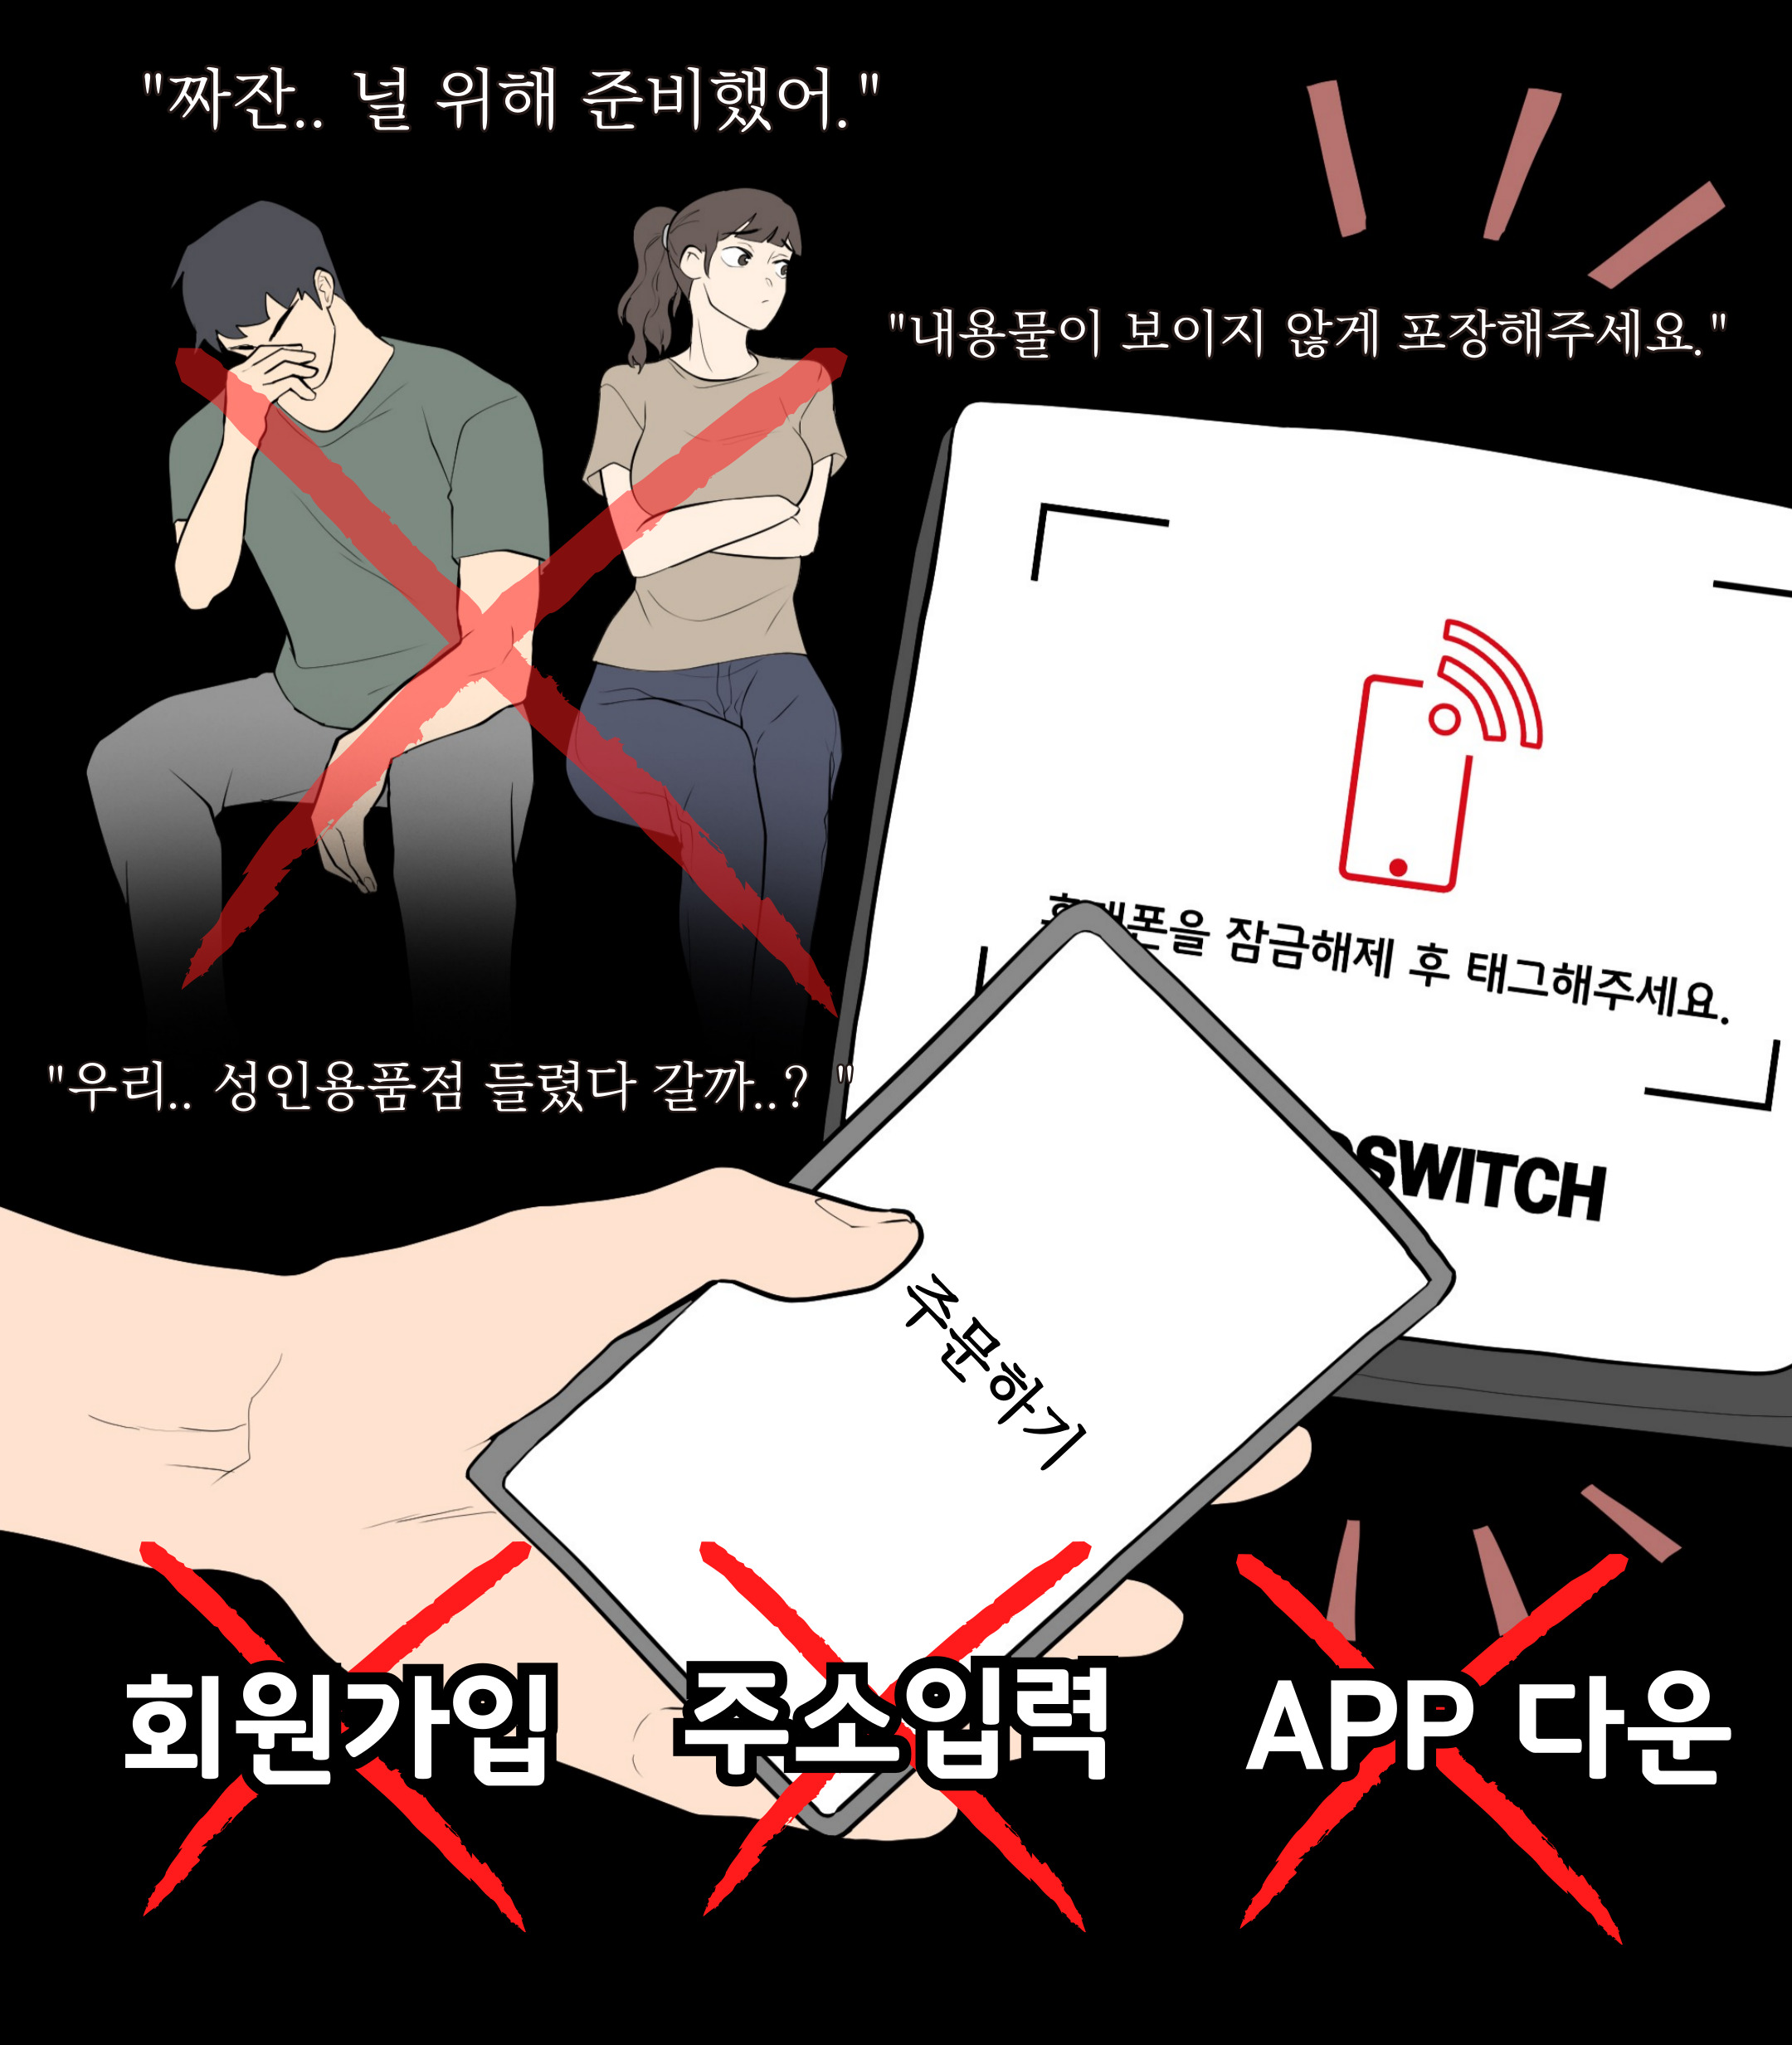 "짜잔.. 널 위해 준비했어."
"내용물이 보이지 않게 포장해주세요."
잠금해제 후 태그해주세요.
"우리.. 성인용품점 들렸다 갈까..? "
SWITCH
주문하기
회원가입 주소입력 APP 다운